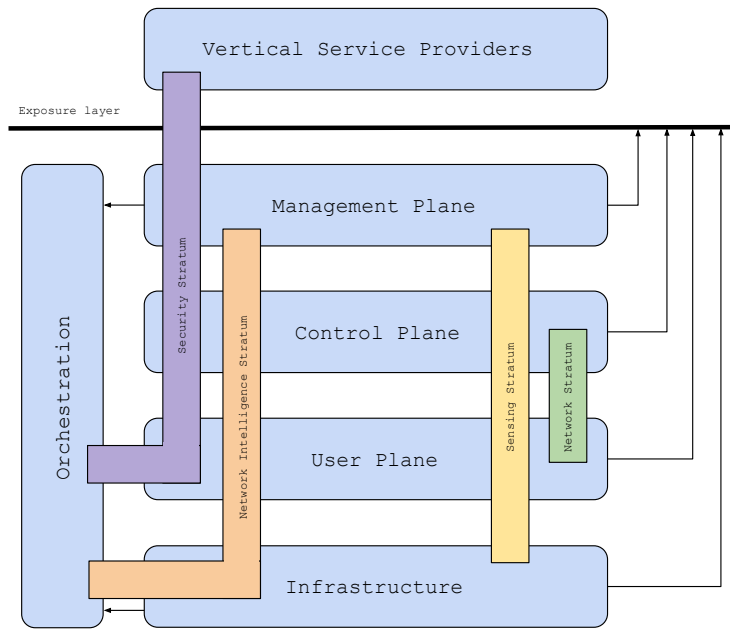 Vertical Service Providers
Exposure layer
Management Plane
Security Stratum
Network Intelligence Stratum
Sensing Stratum
Control Plane
Network Stratum
Orchestration
User Plane
Infrastructure